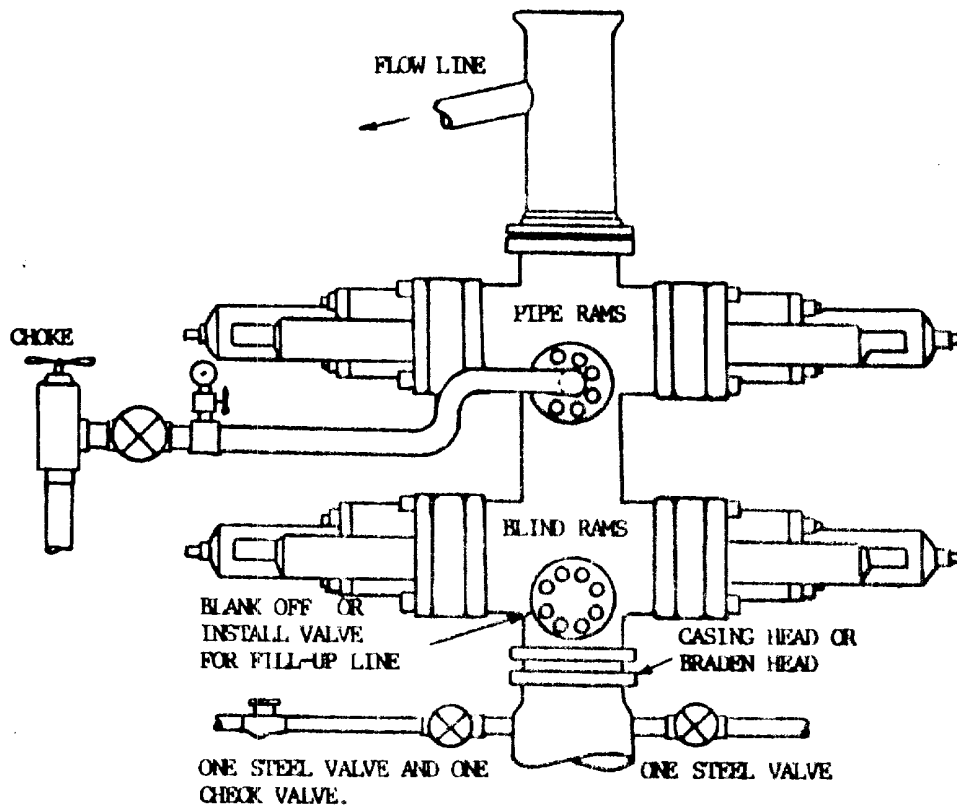 FLOW LINE
PIPE RAMS
CHOKE
BLIND RAMS
BLANK OFF OR
INSTALL VALVE
FOR FILL-UP LINE
CASING HEAD OR
BRADEN HEAD
ONE STEEL VALVE AND ONE
CHECK VALVE.
ONE STEEL VALVE